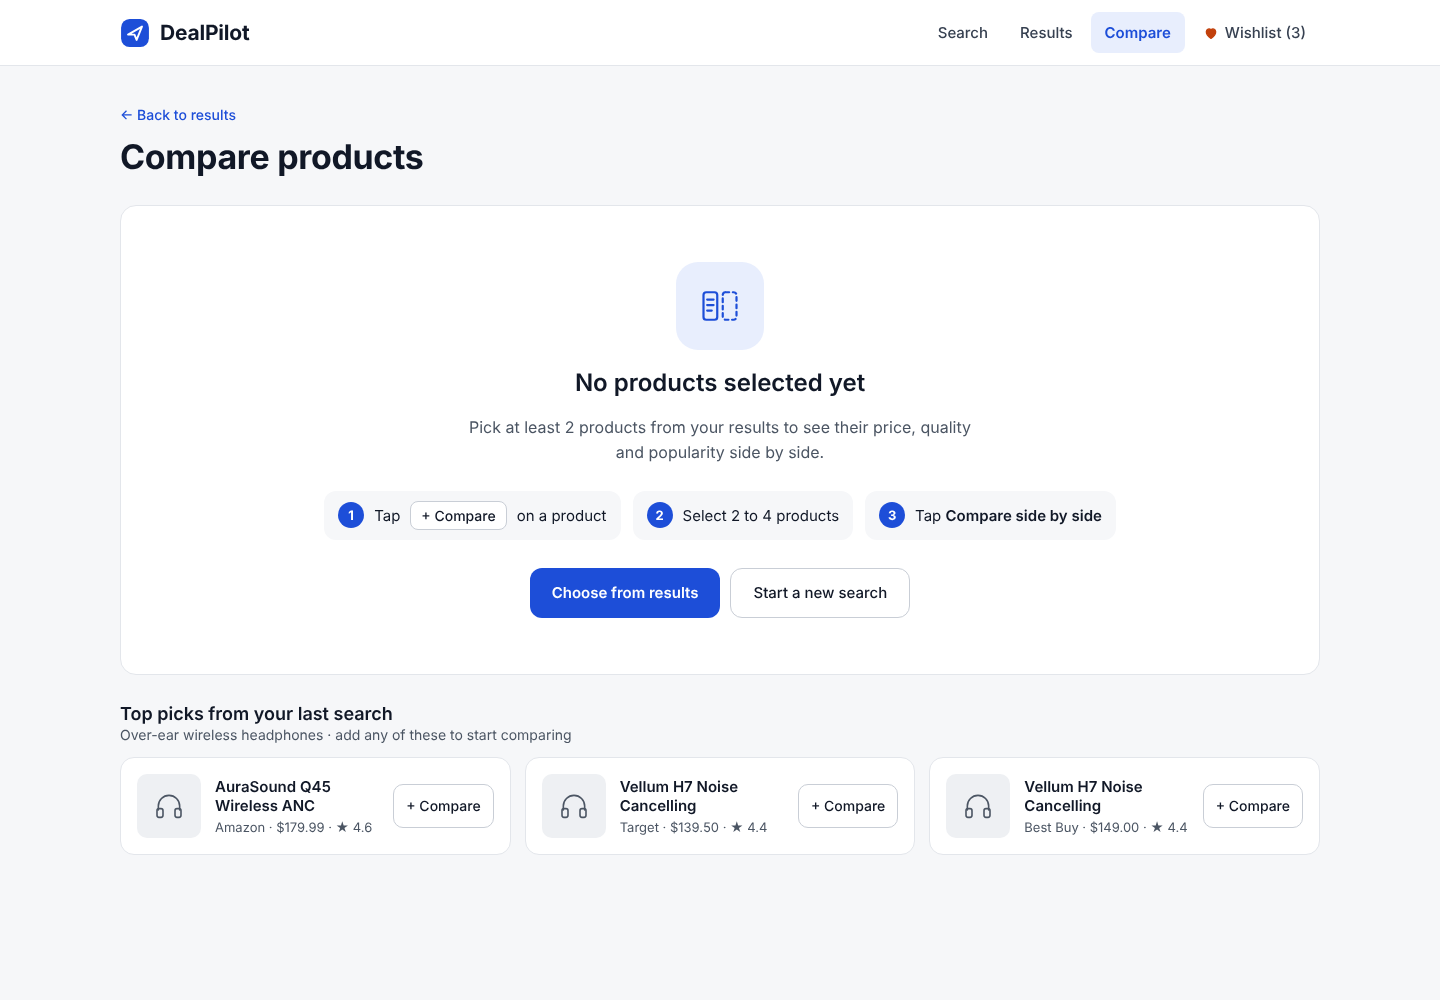 DealPilot
Search
Results
Compare
Wishlist (3)
← Back to results
Compare products
No products selected yet
Pick at least 2 products from your results to see their price, quality
and popularity side by side.
1 Tap + Compare on a product
2 Select 2 to 4 products
3 Tap Compare side by side
Choose from results
Start a new search
Top picks from your last search
Over-ear wireless headphones · add any of these to start comparing
AuraSound Q45
Wireless ANC
Amazon · $179.99 · ★ 4.6
+ Compare
Vellum H7 Noise
Cancelling
Target · $139.50 · ★ 4.4
+ Compare
Vellum H7 Noise
Cancelling
Best Buy · $149.00 · ★ 4.4
+ Compare